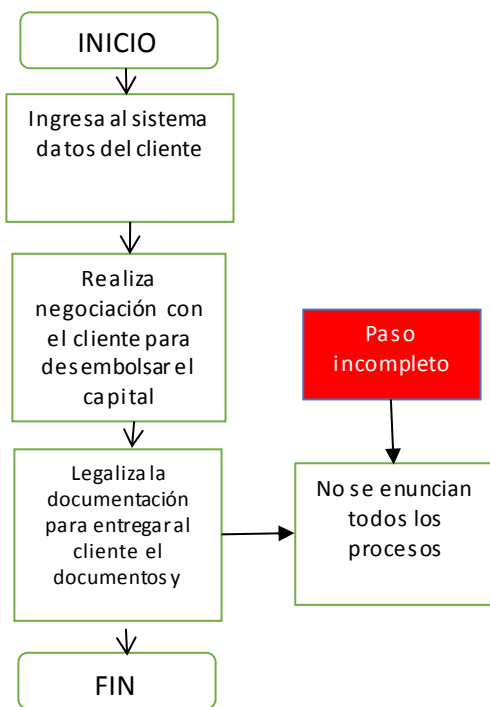 INICIO
Ingresa al sistema
datos del cliente
Realiza
negociación con
el cliente para
desembolsar el
capital
Paso
incompleto
Legaliza la
documentación
para entregar al
cliente el
documentos y
No se enuncian
todos los
procesos
FIN